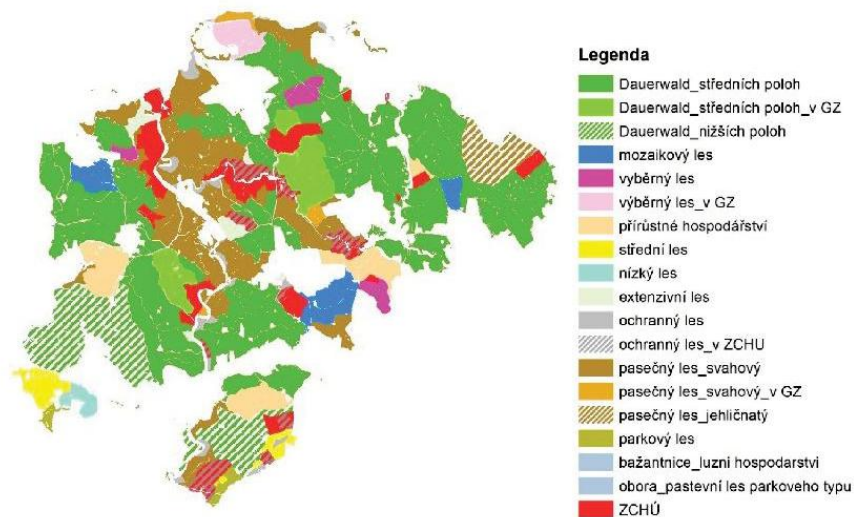 Legenda
Dauerwald_středních poloh
Dauerwald_středních poloh_v GZ
Dauerwald_nižších poloh
mozaikový les
vyběrný les
výběrný les_v GZ
přírůstné hospodářství
střední les
nízký les
extenzivní les
ochranný les
ochranný les_v ZCHU
pasečný les_svahový
pasečný les_svahový_v GZ
pasečný les_jehličnatý
parkový les
bažantnice_luzni hospodarstvi
obora_pastevní les parkoveho typu
ZCHÚ